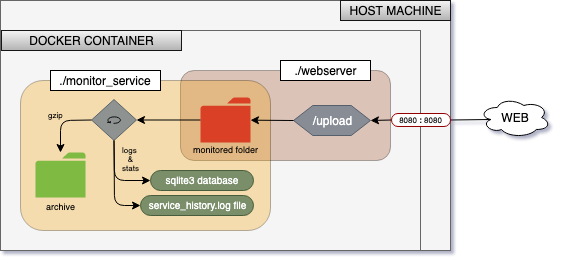 HOST MACHINE
DOCKER CONTAINER
./webserver
./monitor_service
gzip
/upload
8080 : 8080
WEB
monitored folder
logs
&
stats
sqlite3 database
archive
service_history.log file